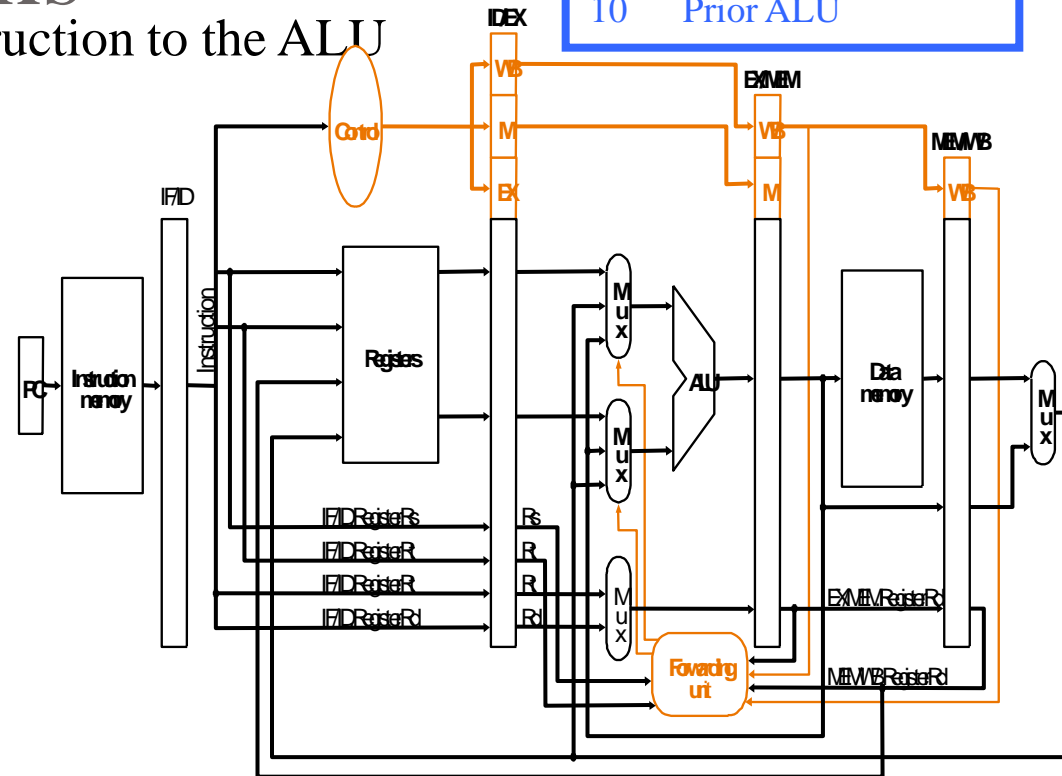 ruction to the ALU
10 Prior ALU
ID/EX
WB
EX/MEM
Control
M
WB
MEM/WB
IF/ID
EX
M
WB
Instruction
PC
Instruction memory
Registers
M
u
x
M
u
x
ALU
Data memory
M
u
x
IF/ID.RegisterRs
Rs
IF/ID.RegisterRt
Rt
IF/ID.RegisterRt
Rt
IF/ID.RegisterRd
Rd
M
u
x
EX/MEM.RegisterRd
Forwarding unit
MEM/WB.RegisterRd